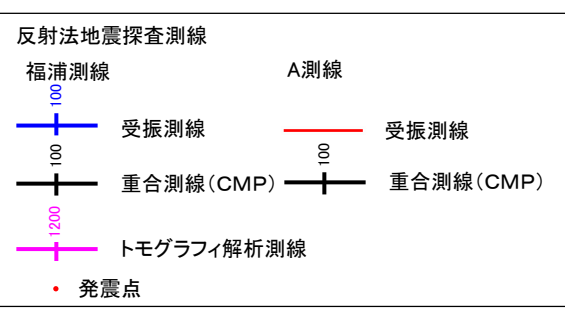 反射法地震探査測線
福浦測線 A測線
100
受振測線 受振測線
100 100
重合測線(CMP) 重合測線(CMP)
1200
トモグラフィ解析測線
発震点